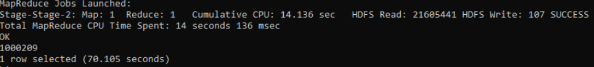 MapReduce Jobs Launched:
Stage-Stage-2: Map: 1  Reduce: 1   Cumulative CPU: 14.136 sec   HDFS Read: 21605441 HDFS Write: 107 SUCCESS
Total MapReduce CPU Time Spent: 14 seconds 136 msec
OK
1000209
1 row selected (70.105 seconds)